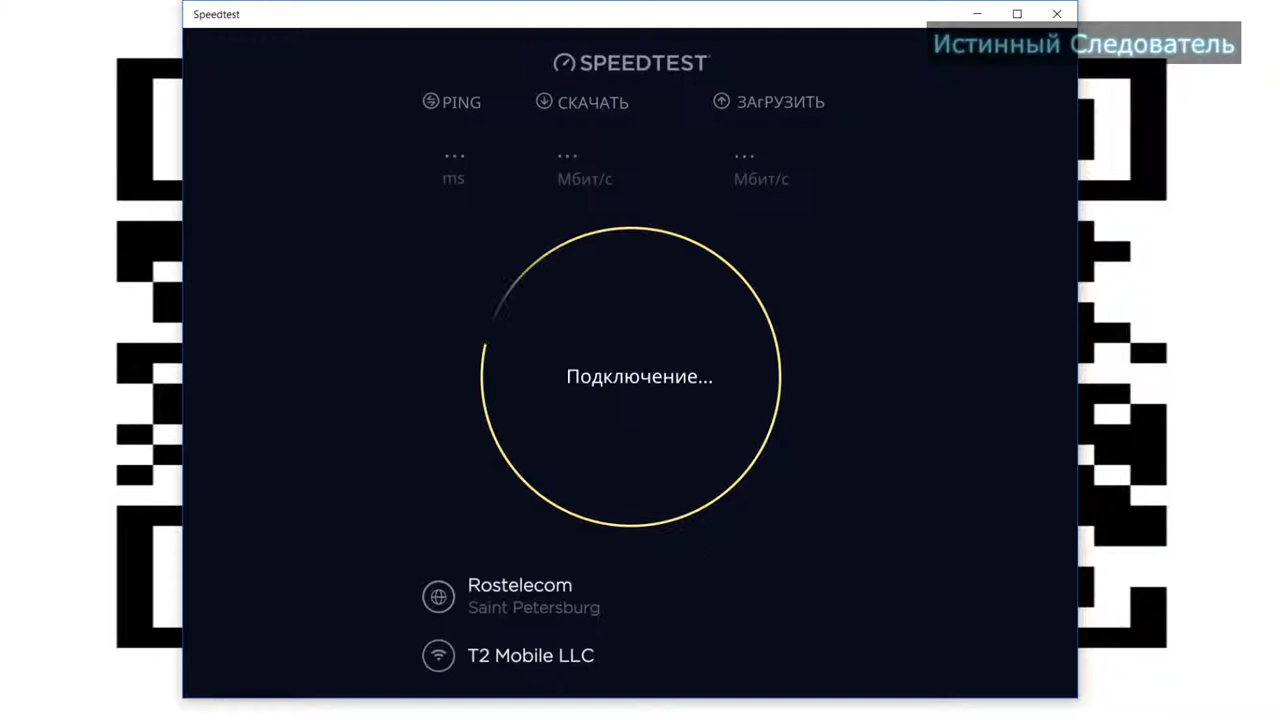 Speedtest
Истинный Следователь
SPEEDTEST
PING
СКАЧАТЬ
ЗАгРУЗИТЬ
... ... ...
ms Мбит/с Мбит/с
Подключение...
Rostelecom
Saint Petersburg
T2 Mobile LLC